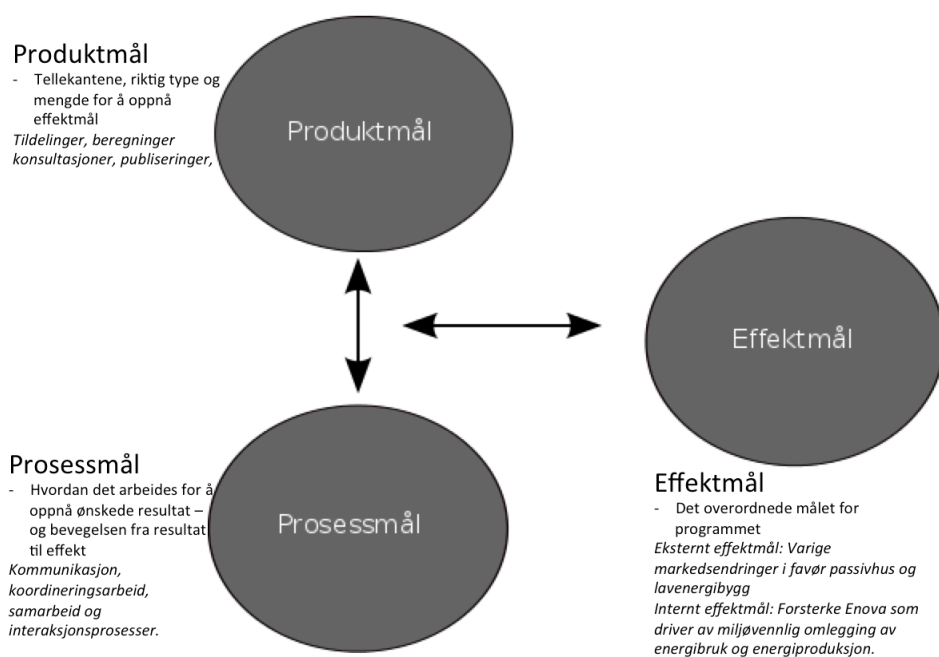 Produktmål
- Tellekantene, riktig type og
mengde for å oppnå
effektmål
Tildelinger, beregninger
konsultasjoner, publiseringer,
Produktmål
Effektmål
Prosessmål
- Hvordan det arbeides for å
oppnå ønskede resultat –
og bevegelsen fra resultat
til effekt
Kommunikasjon,
koordineringsarbeid,
samarbeid og
interaksjonsprosesser.
Prosessmål
Effektmål
- Det overordnede målet for
programmet
Eksternt effektmål: Varige
markedsendringer i favør passivhus og
lavenergibygg
Internt effektmål: Forsterke Enova som
driver av miljøvennlig omlegging av
energibruk og energiproduksjon.